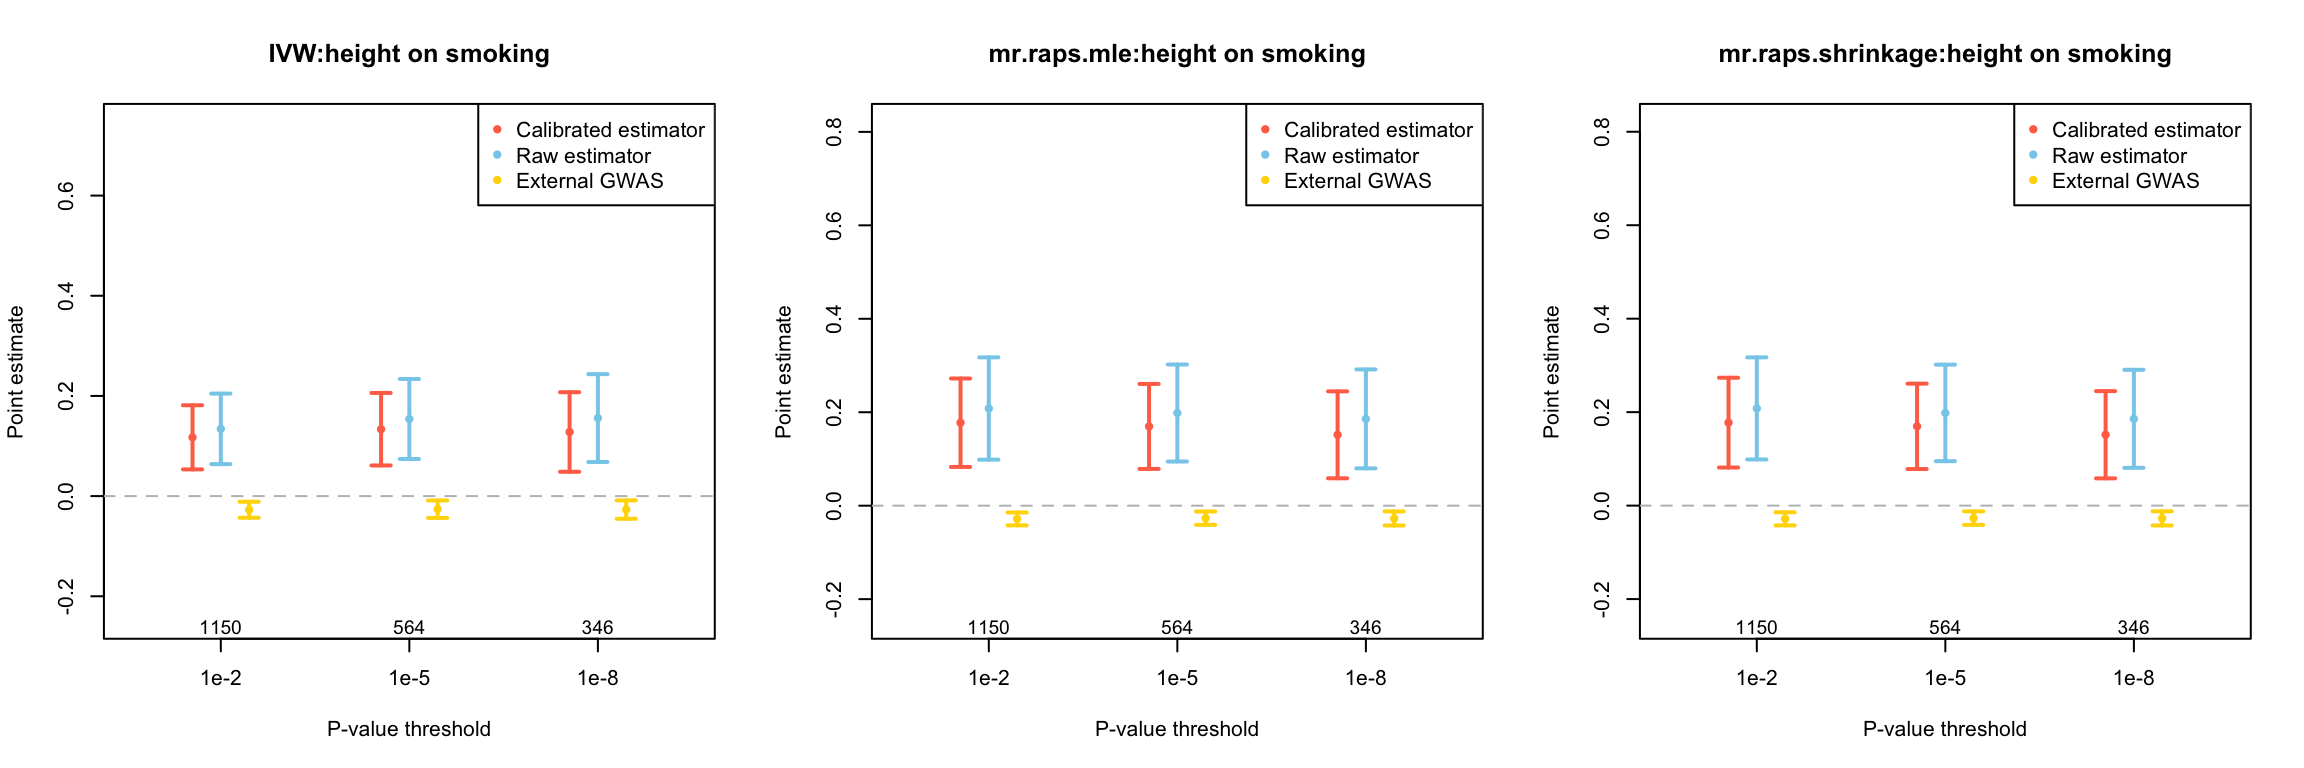 IVW:height on smoking
Calibrated estimator
Raw estimator
External GWAS
Point estimate
0.6
0.4
0.2
0.0
-0.2
1150 564 346
1e-2 1e-5 1e-8
P-value threshold
mr.raps.mle:height on smoking
Calibrated estimator
Raw estimator
External GWAS
Point estimate
0.8
0.6
0.4
0.2
0.0
-0.2
1150 564 346
1e-2 1e-5 1e-8
P-value threshold
mr.raps.shrinkage:height on smoking
Calibrated estimator
Raw estimator
External GWAS
Point estimate
0.8
0.6
0.4
0.2
0.0
-0.2
1150 564 346
1e-2 1e-5 1e-8
P-value threshold